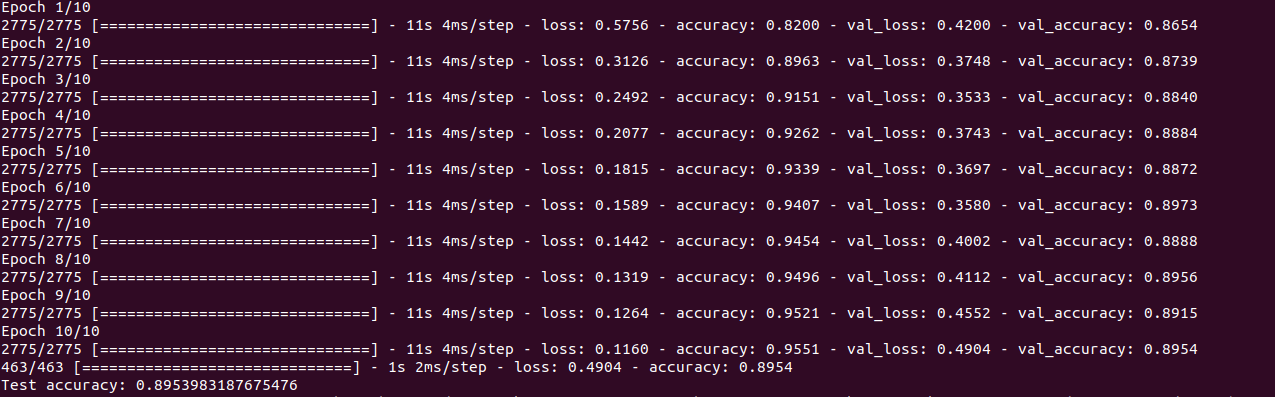 Epoch 1/10
2775/2775 [==============================] - 11s 4ms/step - loss: 0.5756 - accuracy: 0.8200 - val_loss: 0.4200 - val_accuracy: 0.8654
Epoch 2/10
2775/2775 [==============================] - 11s 4ms/step - loss: 0.3126 - accuracy: 0.8963 - val_loss: 0.3748 - val_accuracy: 0.8739
Epoch 3/10
2775/2775 [==============================] - 11s 4ms/step - loss: 0.2492 - accuracy: 0.9151 - val_loss: 0.3533 - val_accuracy: 0.8840
Epoch 4/10
2775/2775 [==============================] - 11s 4ms/step - loss: 0.2077 - accuracy: 0.9262 - val_loss: 0.3743 - val_accuracy: 0.8884
Epoch 5/10
2775/2775 [==============================] - 11s 4ms/step - loss: 0.1815 - accuracy: 0.9339 - val_loss: 0.3697 - val_accuracy: 0.8872
Epoch 6/10
2775/2775 [==============================] - 11s 4ms/step - loss: 0.1589 - accuracy: 0.9407 - val_loss: 0.3580 - val_accuracy: 0.8973
Epoch 7/10
2775/2775 [==============================] - 11s 4ms/step - loss: 0.1442 - accuracy: 0.9454 - val_loss: 0.4002 - val_accuracy: 0.8888
Epoch 8/10
2775/2775 [==============================] - 11s 4ms/step - loss: 0.1319 - accuracy: 0.9496 - val_loss: 0.4112 - val_accuracy: 0.8956
Epoch 9/10
2775/2775 [==============================] - 11s 4ms/step - loss: 0.1264 - accuracy: 0.9521 - val_loss: 0.4552 - val_accuracy: 0.8915
Epoch 10/10
2775/2775 [==============================] - 11s 4ms/step - loss: 0.1160 - accuracy: 0.9551 - val_loss: 0.4904 - val_accuracy: 0.8954
463/463 [==============================] - 1s 2ms/step - loss: 0.4904 - accuracy: 0.8954
Test accuracy: 0.8953983187675476